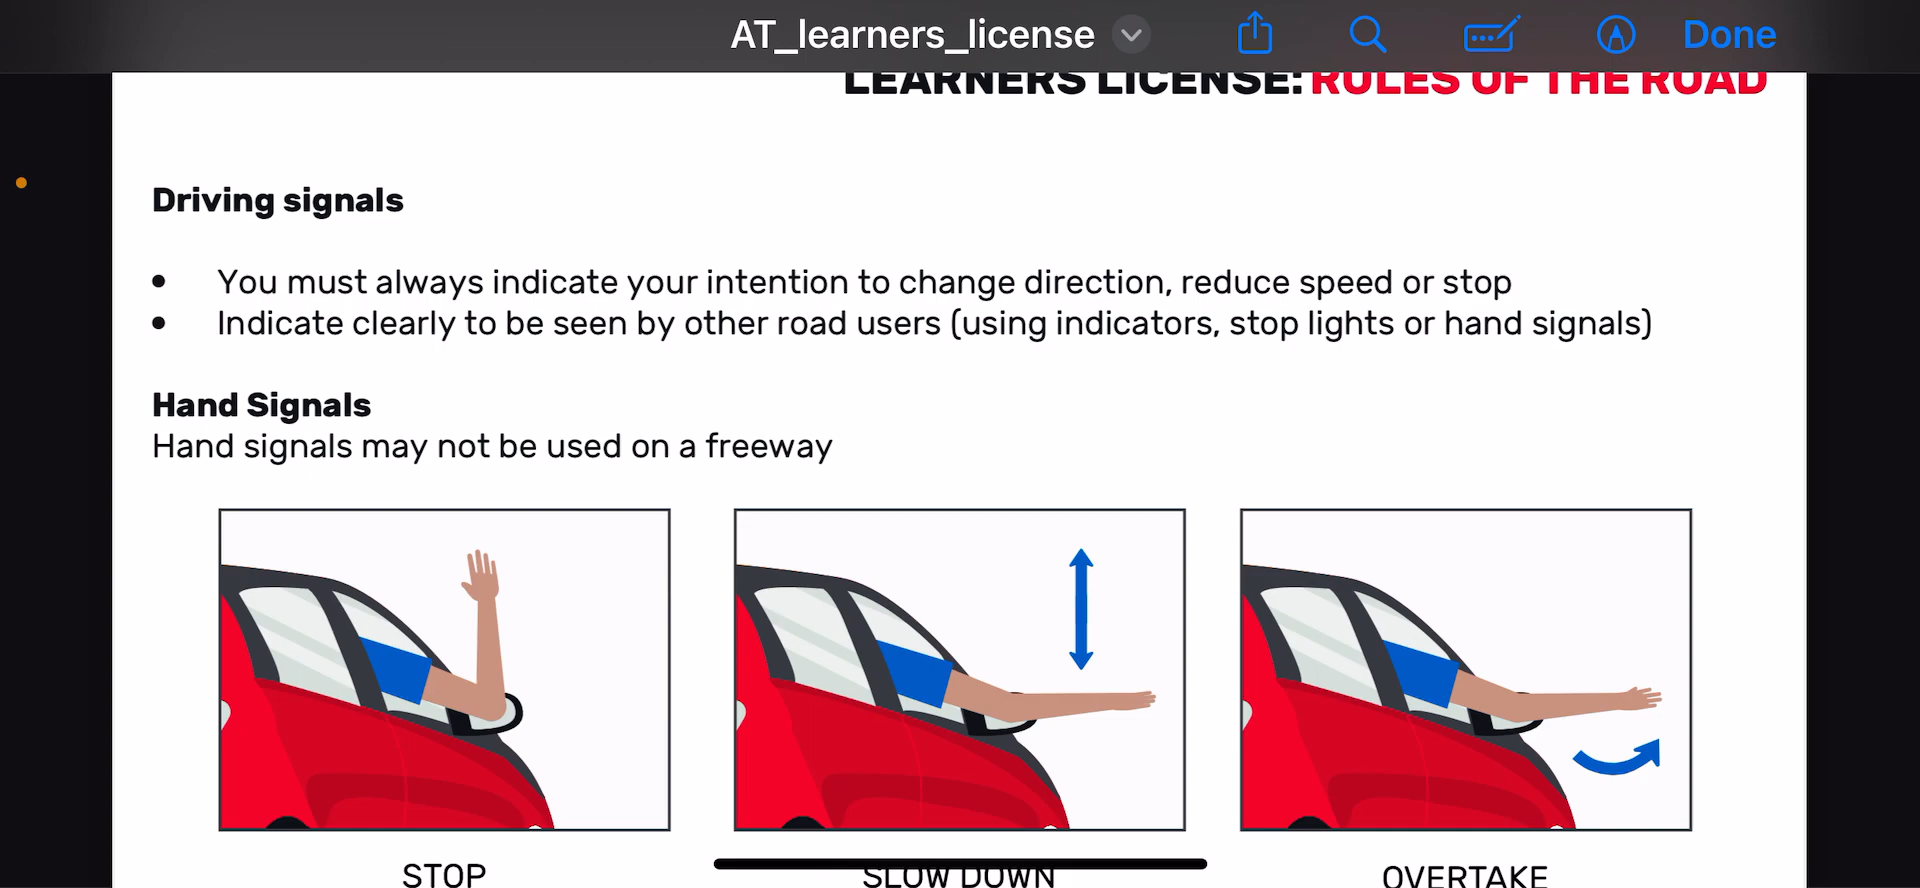 AT_learners_license
Done
LEARNERS LICENSE: RULES OF THE ROAD
Driving signals
• You must always indicate your intention to change direction, reduce speed or stop
• Indicate clearly to be seen by other road users (using indicators, stop lights or hand signals)
Hand Signals
Hand signals may not be used on a freeway
STOP
SLOW DOWN
OVERTAKE